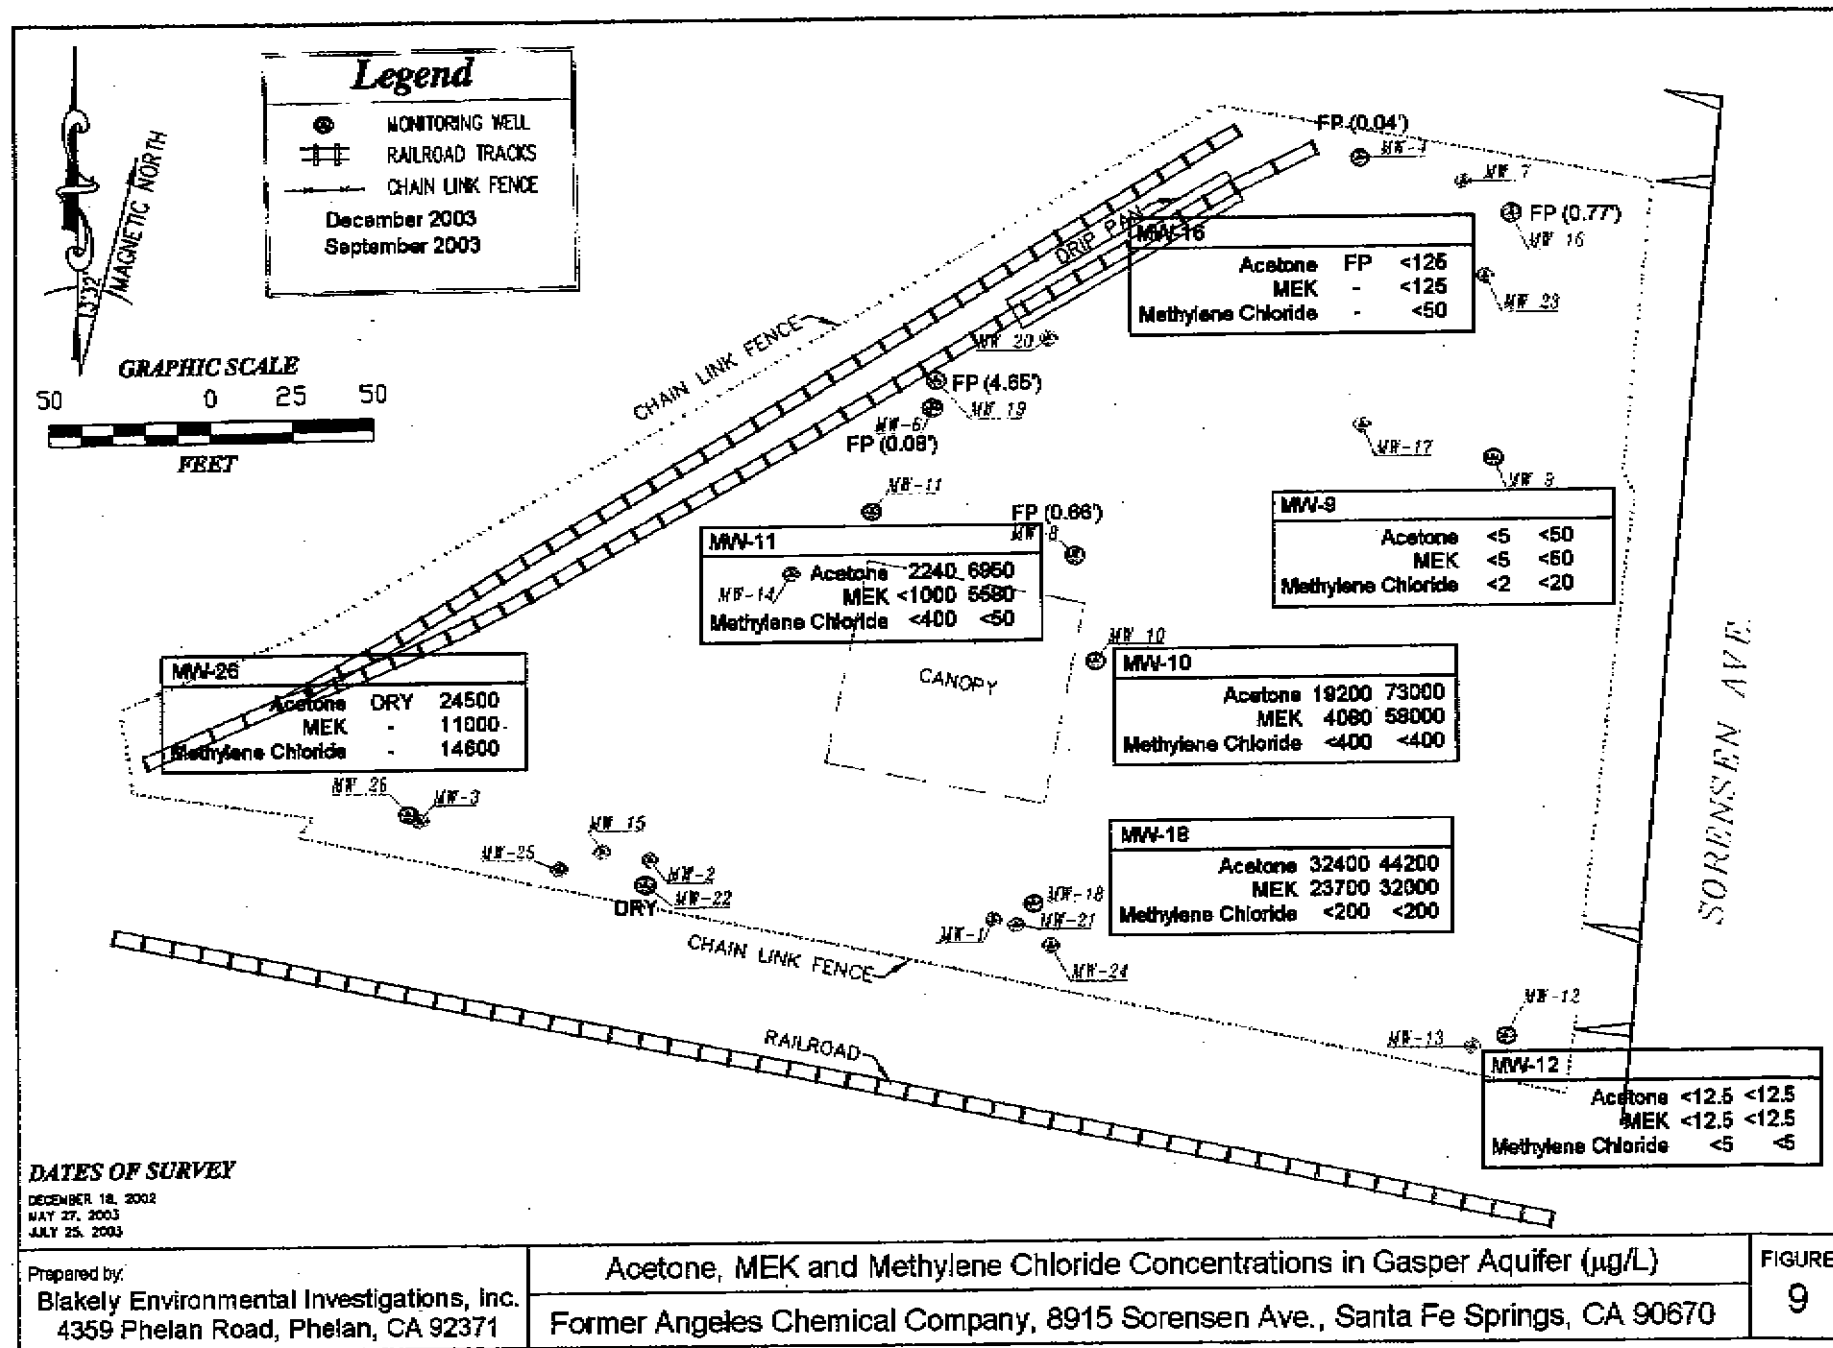 Legend
MONITORING WELL
RAILROAD TRACKS
CHAIN LINK FENCE
December 2003
September 2003
MAGNETIC NORTH
13°32'
GRAPHIC SCALE
50 0 25 50
FEET
CHAIN LINK FENCE
DRIP PAN
FP (0.04')
MW-4
MW 7
FP (0.77')
MW 16
MW 23
MW-16
Acetone FP <125
MEK - <125
Methylene Chloride - <50
MW 20
FP (4.65')
MW 19
MW-6
FP (0.08')
MW-17
MW 9
MW-11
FP (0.66')
MW-8
MW-9
Acetone <5 <50
MEK <5 <50
Methylene Chloride <2 <20
MW-11
Acetone 2240 6950
MW-14
MEK <1000 5580
Methylene Chloride <400 <50
MW 10
CANOPY
MW-10
Acetone 19200 73000
MEK 4080 58000
Methylene Chloride <400 <400
MW-26
Acetone DRY 24500
MEK - 11000
Methylene Chloride - 14600
MW 26
MW-3
MW 15
MW-25
MW-2
MW-22
DRY
CHAIN LINK FENCE
MW-18
Acetone 32400 44200
MEK 23700 32000
Methylene Chloride <200 <200
MW-18
MW-1
MW-21
MW-24
SORENSEN AVE.
MW-12
MW-13
MW-12
Acetone <12.5 <12.5
MEK <12.5 <12.5
Methylene Chloride <5 <5
RAILROAD
DATES OF SURVEY
DECEMBER 18, 2002
MAY 27, 2003
JULY 25, 2003
Prepared by:
Blakely Environmental Investigations, Inc.
4359 Phelan Road, Phelan, CA 92371
Acetone, MEK and Methylene Chloride Concentrations in Gasper Aquifer (µg/L)
Former Angeles Chemical Company, 8915 Sorensen Ave., Santa Fe Springs, CA 90670
FIGURE
9